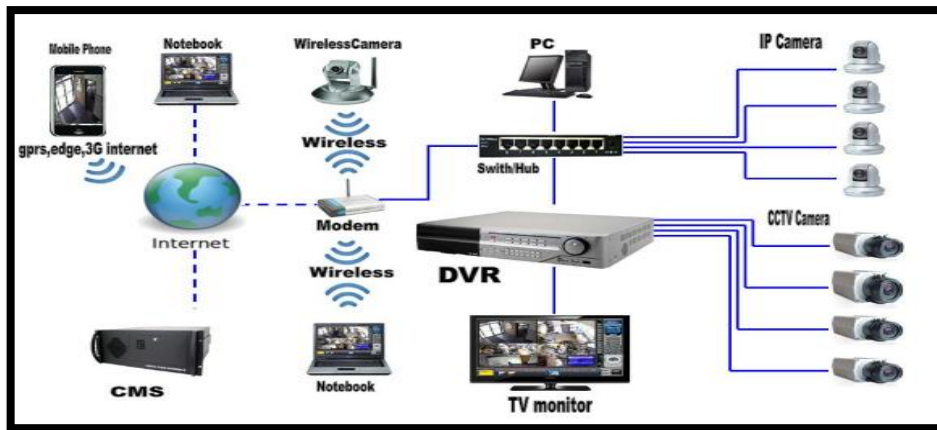 Mobile Phone
Notebook
WirelessCamera
PC
IP Camera
gprs,edge,3G internet
Wireless
Swith/Hub
Internet
Modem
CCTV Camera
DVR
Wireless
CMS
Notebook
TV monitor